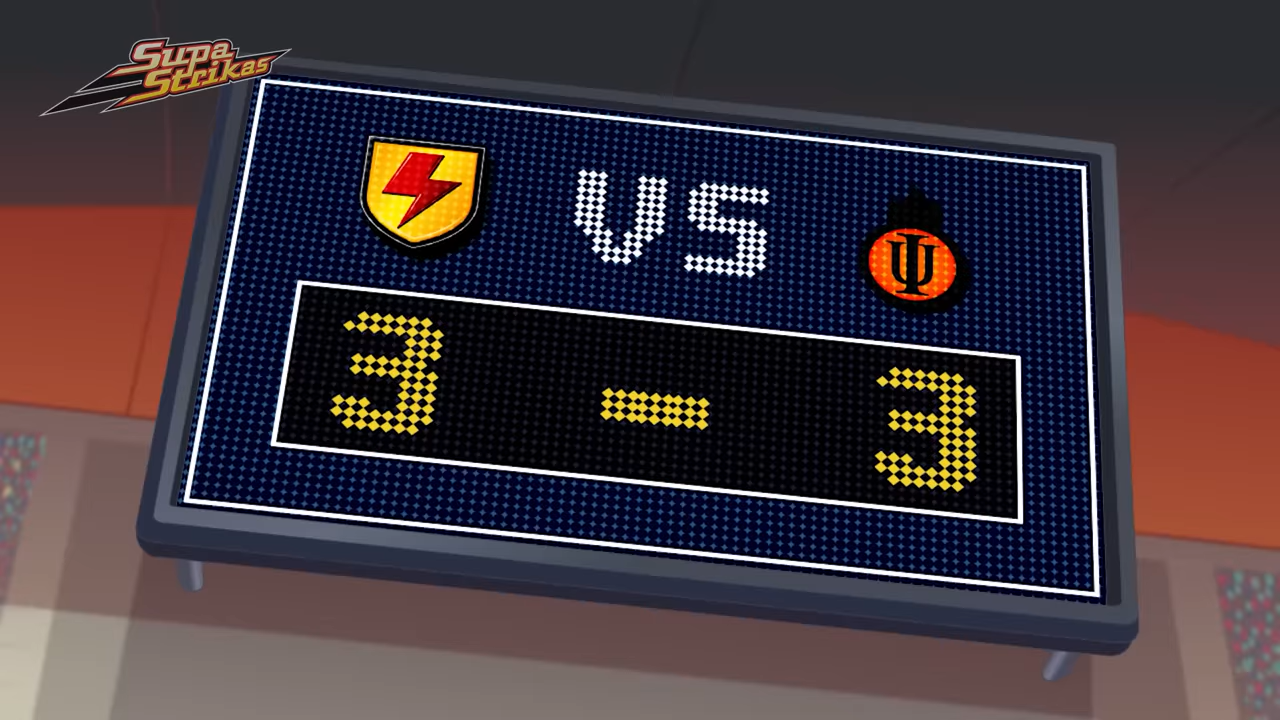 Supa
Strikas
VS
Ψ
3 - 3